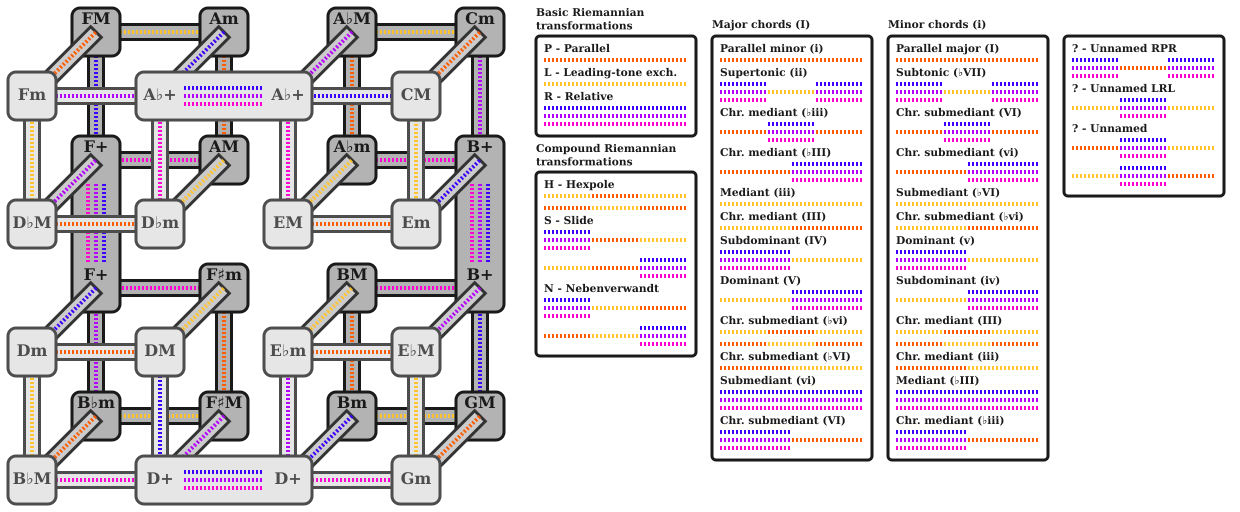 FM Am A♭M Cm
Fm A♭+ A♭+ CM
F+ AM A♭m B+
D♭M D♭m EM Em
F+ F♯m BM B+
Dm DM E♭m E♭M
B♭m F♯M Bm GM
B♭M D+ D+ Gm
Basic Riemannian
transformations
P - Parallel
L - Leading-tone exch.
R - Relative
Compound Riemannian
transformations
H - Hexpole
S - Slide
N - Nebenverwandt
Major chords (I)
Parallel minor (i)
Supertonic (ii)
Chr. mediant (♭iii)
Chr. mediant (♭III)
Mediant (iii)
Chr. mediant (III)
Subdominant (IV)
Dominant (V)
Chr. submediant (♭vi)
Chr. submediant (♭VI)
Submediant (vi)
Chr. submediant (VI)
Minor chords (i)
Parallel major (I)
Subtonic (♭VII)
Chr. submediant (VI)
Chr. submediant (vi)
Submediant (♭VI)
Chr. submediant (♭vi)
Dominant (v)
Subdominant (iv)
Chr. mediant (III)
Chr. mediant (iii)
Mediant (♭III)
Chr. mediant (♭iii)
? - Unnamed RPR
? - Unnamed LRL
? - Unnamed